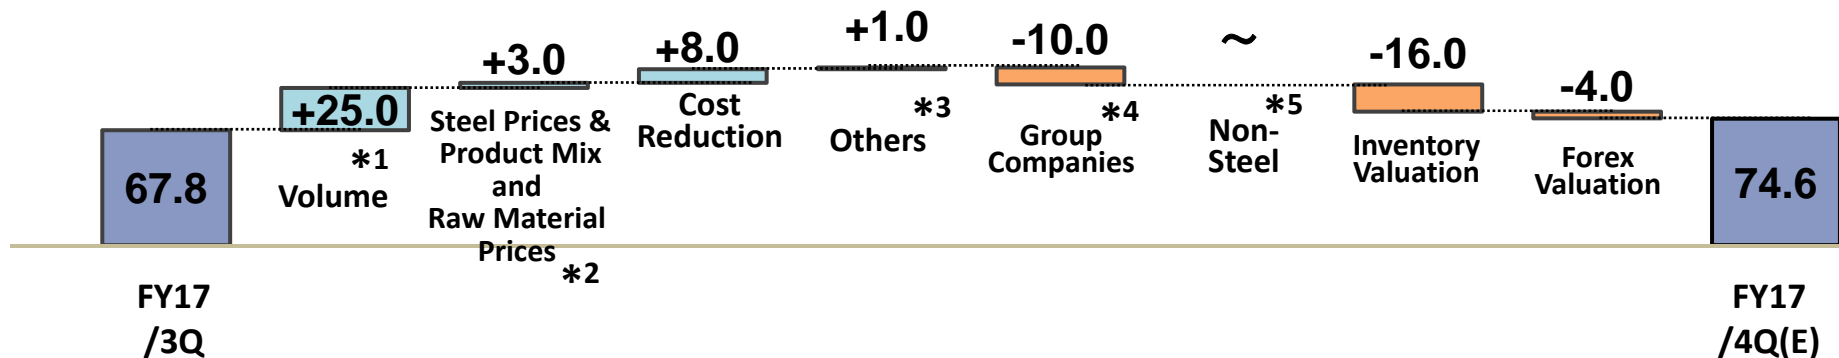 67.8
FY17
/3Q
+25.0
*1
Volume
+3.0
Steel Prices &
Product Mix
and
Raw Material
Prices
*2
+8.0
Cost
Reduction
+1.0
*3
Others
-10.0
*4
Group
Companies
~
*5
Non-
Steel
-16.0
Inventory
Valuation
-4.0
Forex
Valuation
74.6
FY17
/4Q(E)